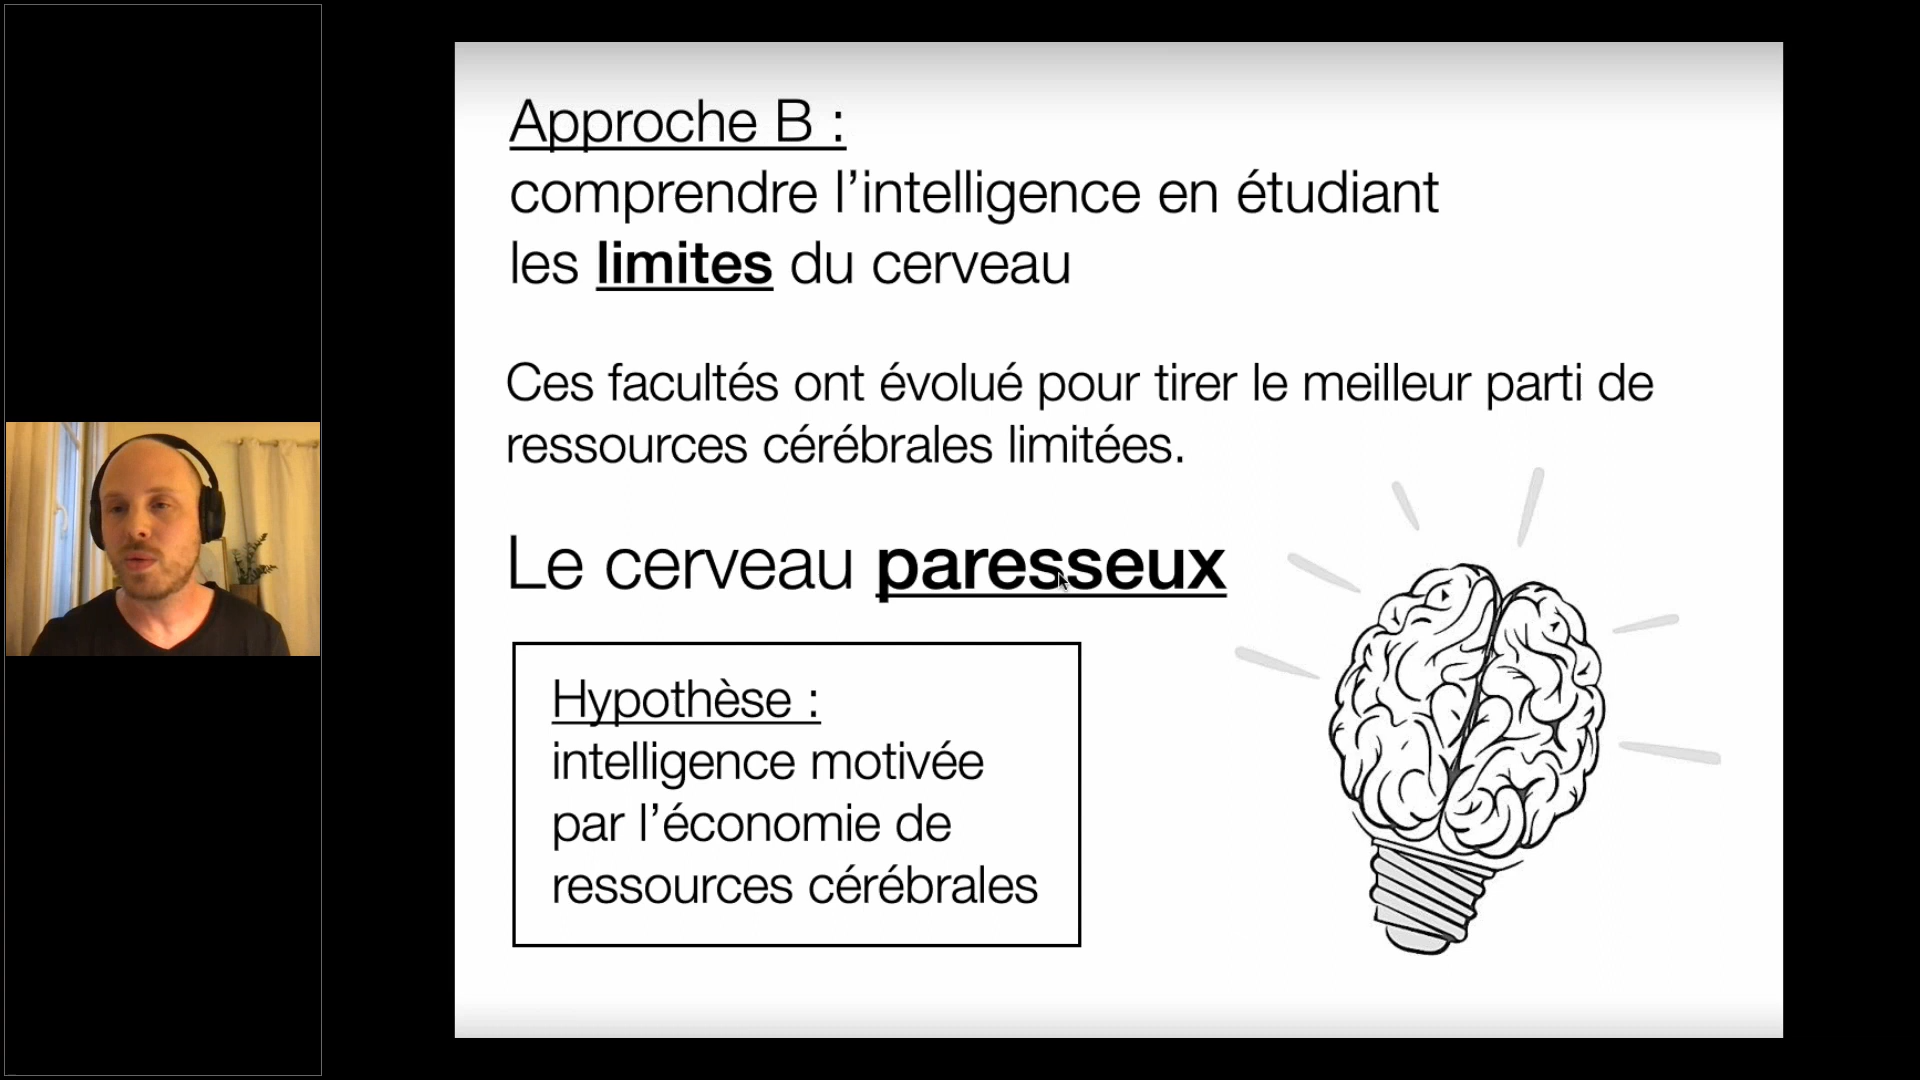 Approche B :
comprendre l’intelligence en étudiant
les limites du cerveau
Ces facultés ont évolué pour tirer le meilleur parti de
ressources cérébrales limitées.
Le cerveau paresseux
Hypothèse :
intelligence motivée
par l’économie de
ressources cérébrales